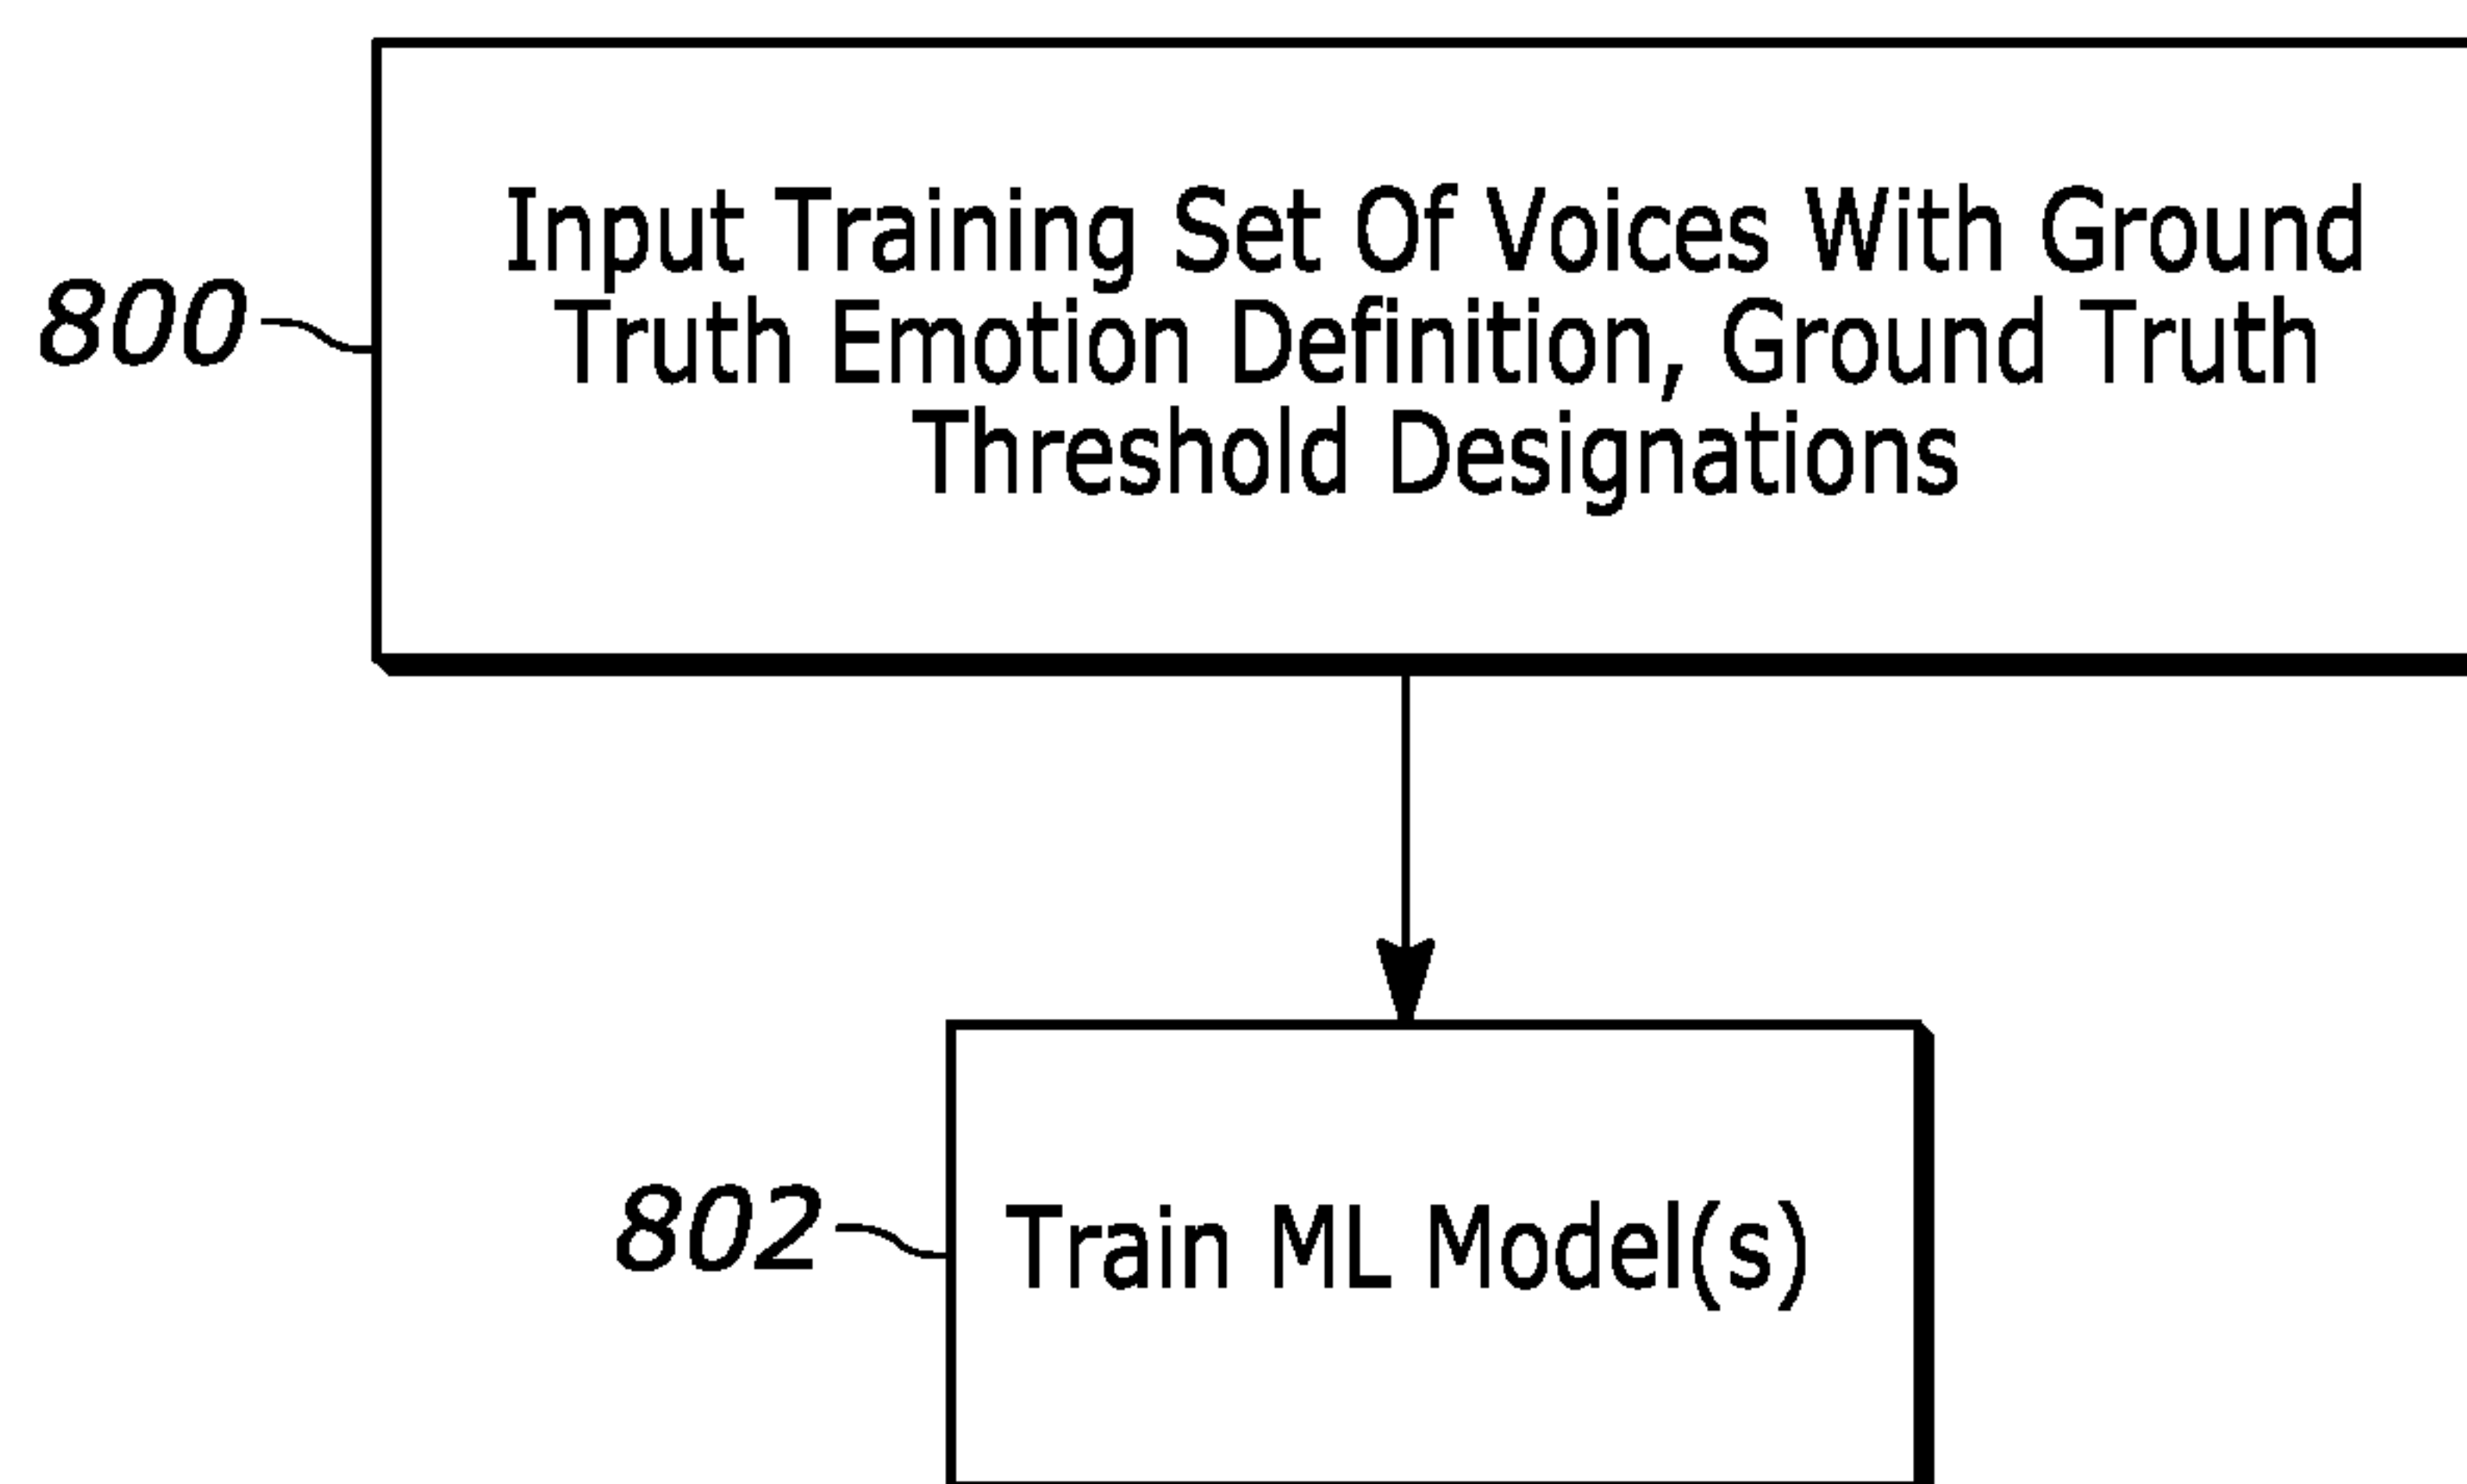 Input Training Set Of Voices With Ground
Truth Emotion Definition, Ground Truth
Threshold Designations
800
802
Train ML Model(s)